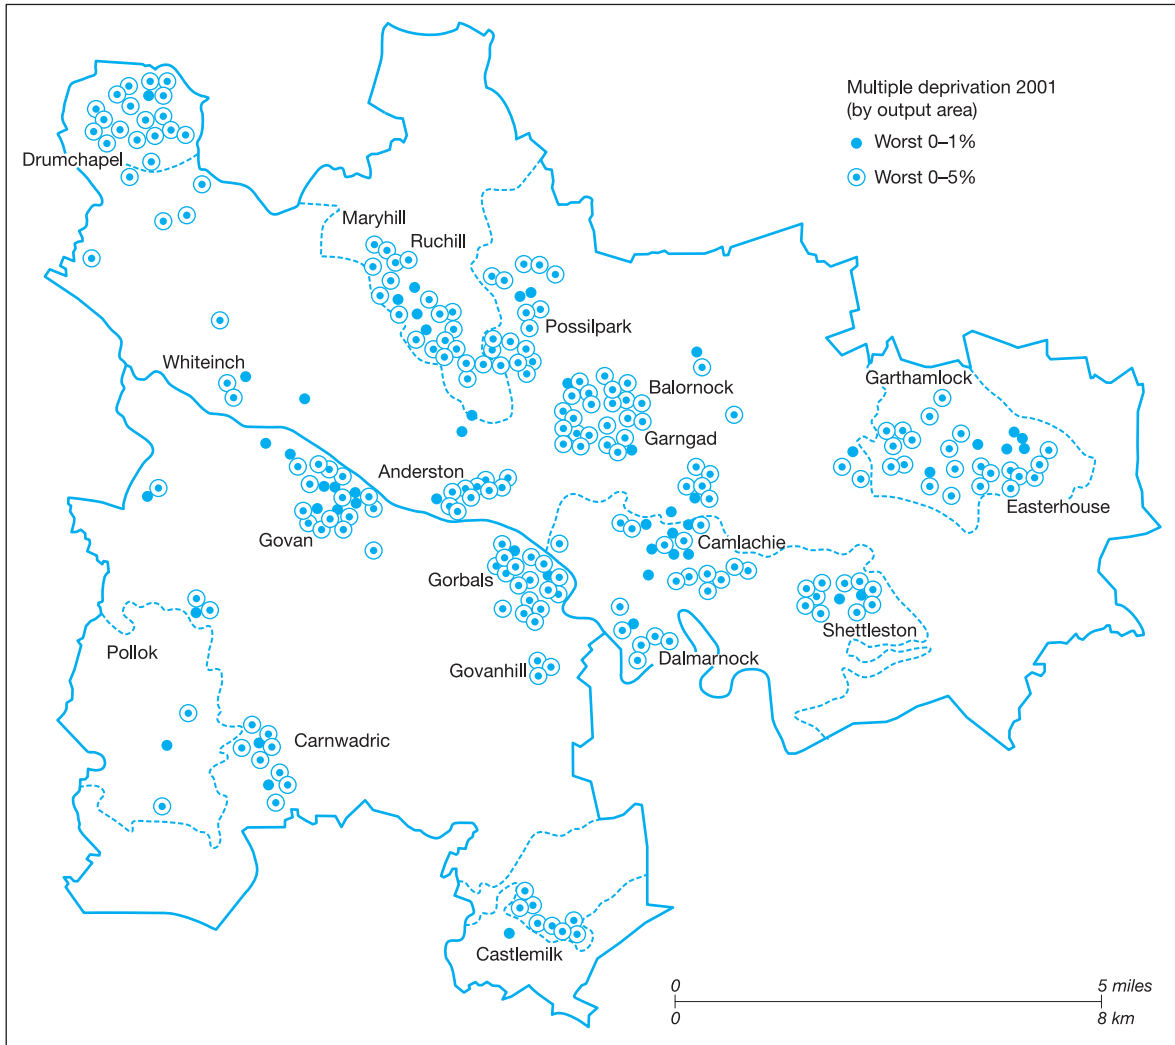 Multiple deprivation 2001
(by output area)
Worst 0–1%
Worst 0–5%
Drumchapel
Maryhill
Ruchill
Possilpark
Whiteinch
Balornock
Garthamlock
Garngad
Anderston
Easterhouse
Govan
Camlachie
Gorbals
Shettleston
Pollok
Dalmarnock
Govanhill
Carnwadric
Castlemilk
0 5 miles
0 8 km